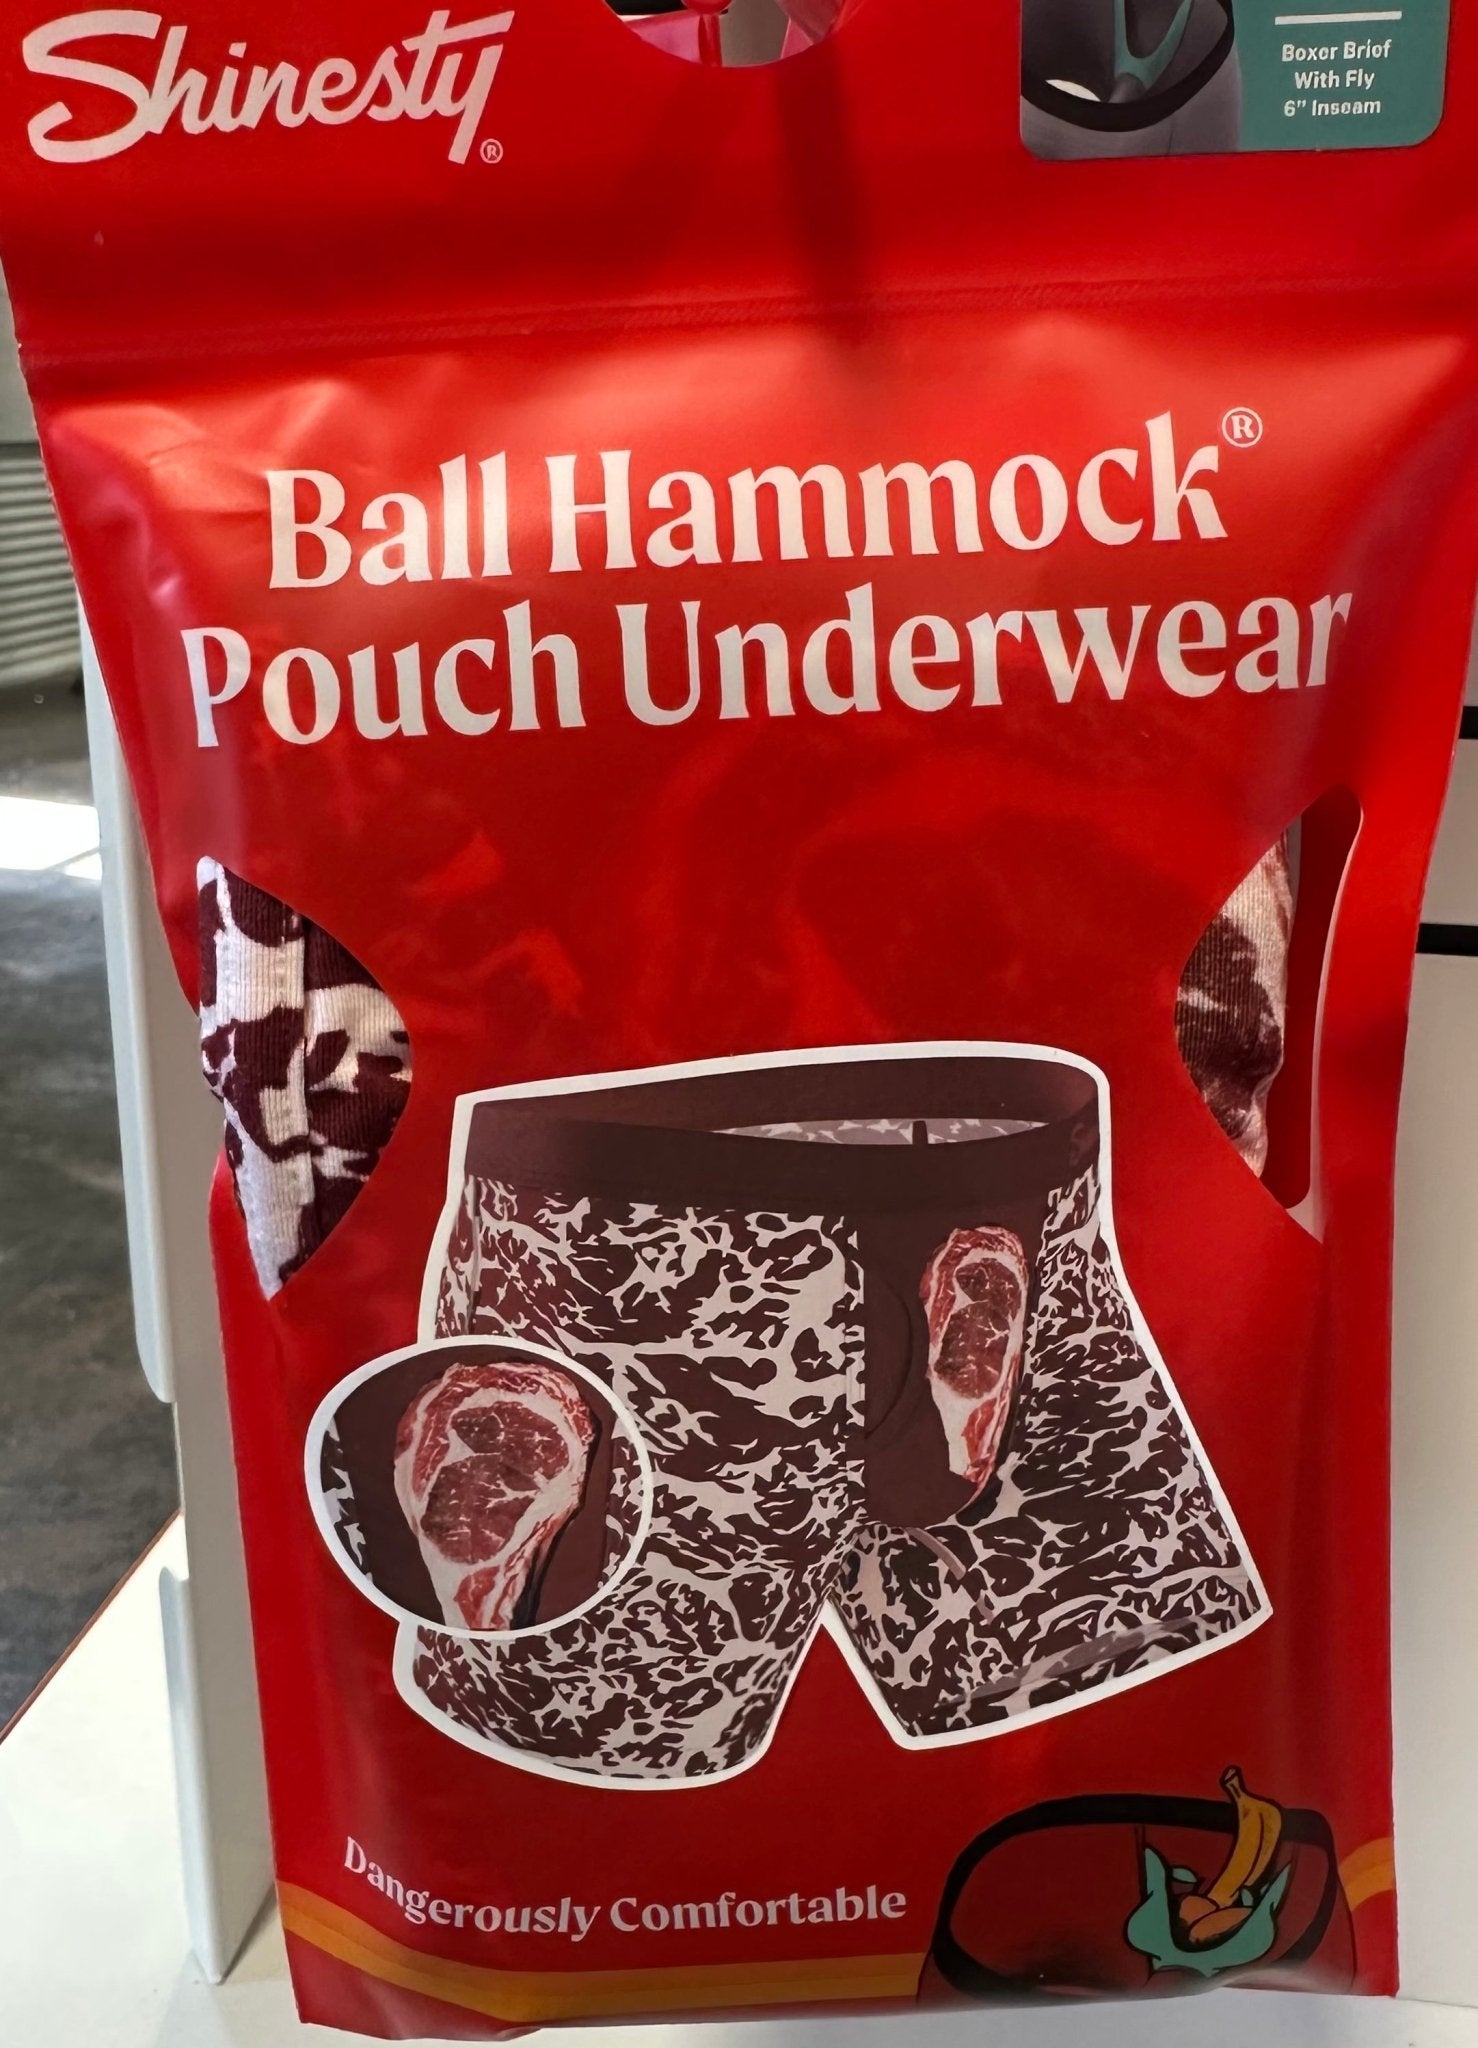 Shinesty®
Boxer Brief
With Fly
6" Inseam
Ball Hammock®
Pouch Underwear
Dangerously Comfortable